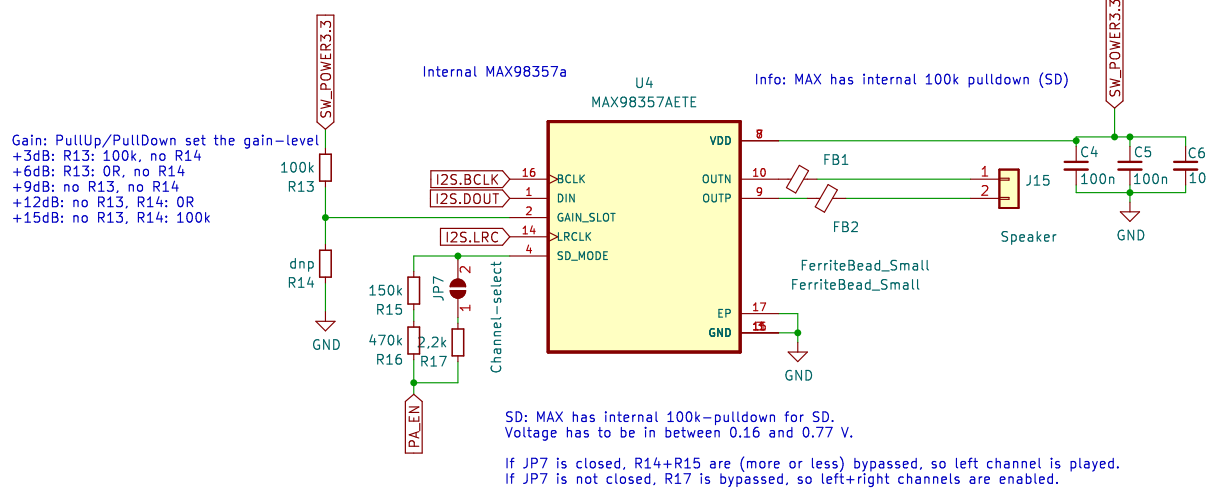 SW_POWER3.3
SW_POWER3.3
Internal MAX98357a
U4
MAX98357AETE
Info: MAX has internal 100k pulldown (SD)
Gain: PullUp/PullDown set the gain-level
+3dB: R13: 100k, no R14
+6dB: R13: 0R, no R14
+9dB: no R13, no R14
+12dB: no R13, R14: 0R
+15dB: no R13, R14: 100k
100k
R13
dnp
R14
GND
I2S.BCLK
16
BCLK
I2S.DOUT
1
DIN
2
GAIN_SLOT
I2S.LRC
14
LRCLK
4
SD_MODE
VDD
OUTN
10
FB1
OUTP
9
FB2
1
2
J15
Speaker
C4
100n
C5
100n
C6
10
GND
FerriteBead_Small
FerriteBead_Small
EP
17
GND
GND
150k
R15
470k
R16
JP7
2
1
2,2k
R17
Channel-select
PA_EN
SD: MAX has internal 100k-pulldown for SD.
Voltage has to be in between 0.16 and 0.77 V.
If JP7 is closed, R14+R15 are (more or less) bypassed, so left channel is played.
If JP7 is not closed, R17 is bypassed, so left+right channels are enabled.